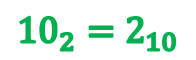 10₂ = 2₁₀